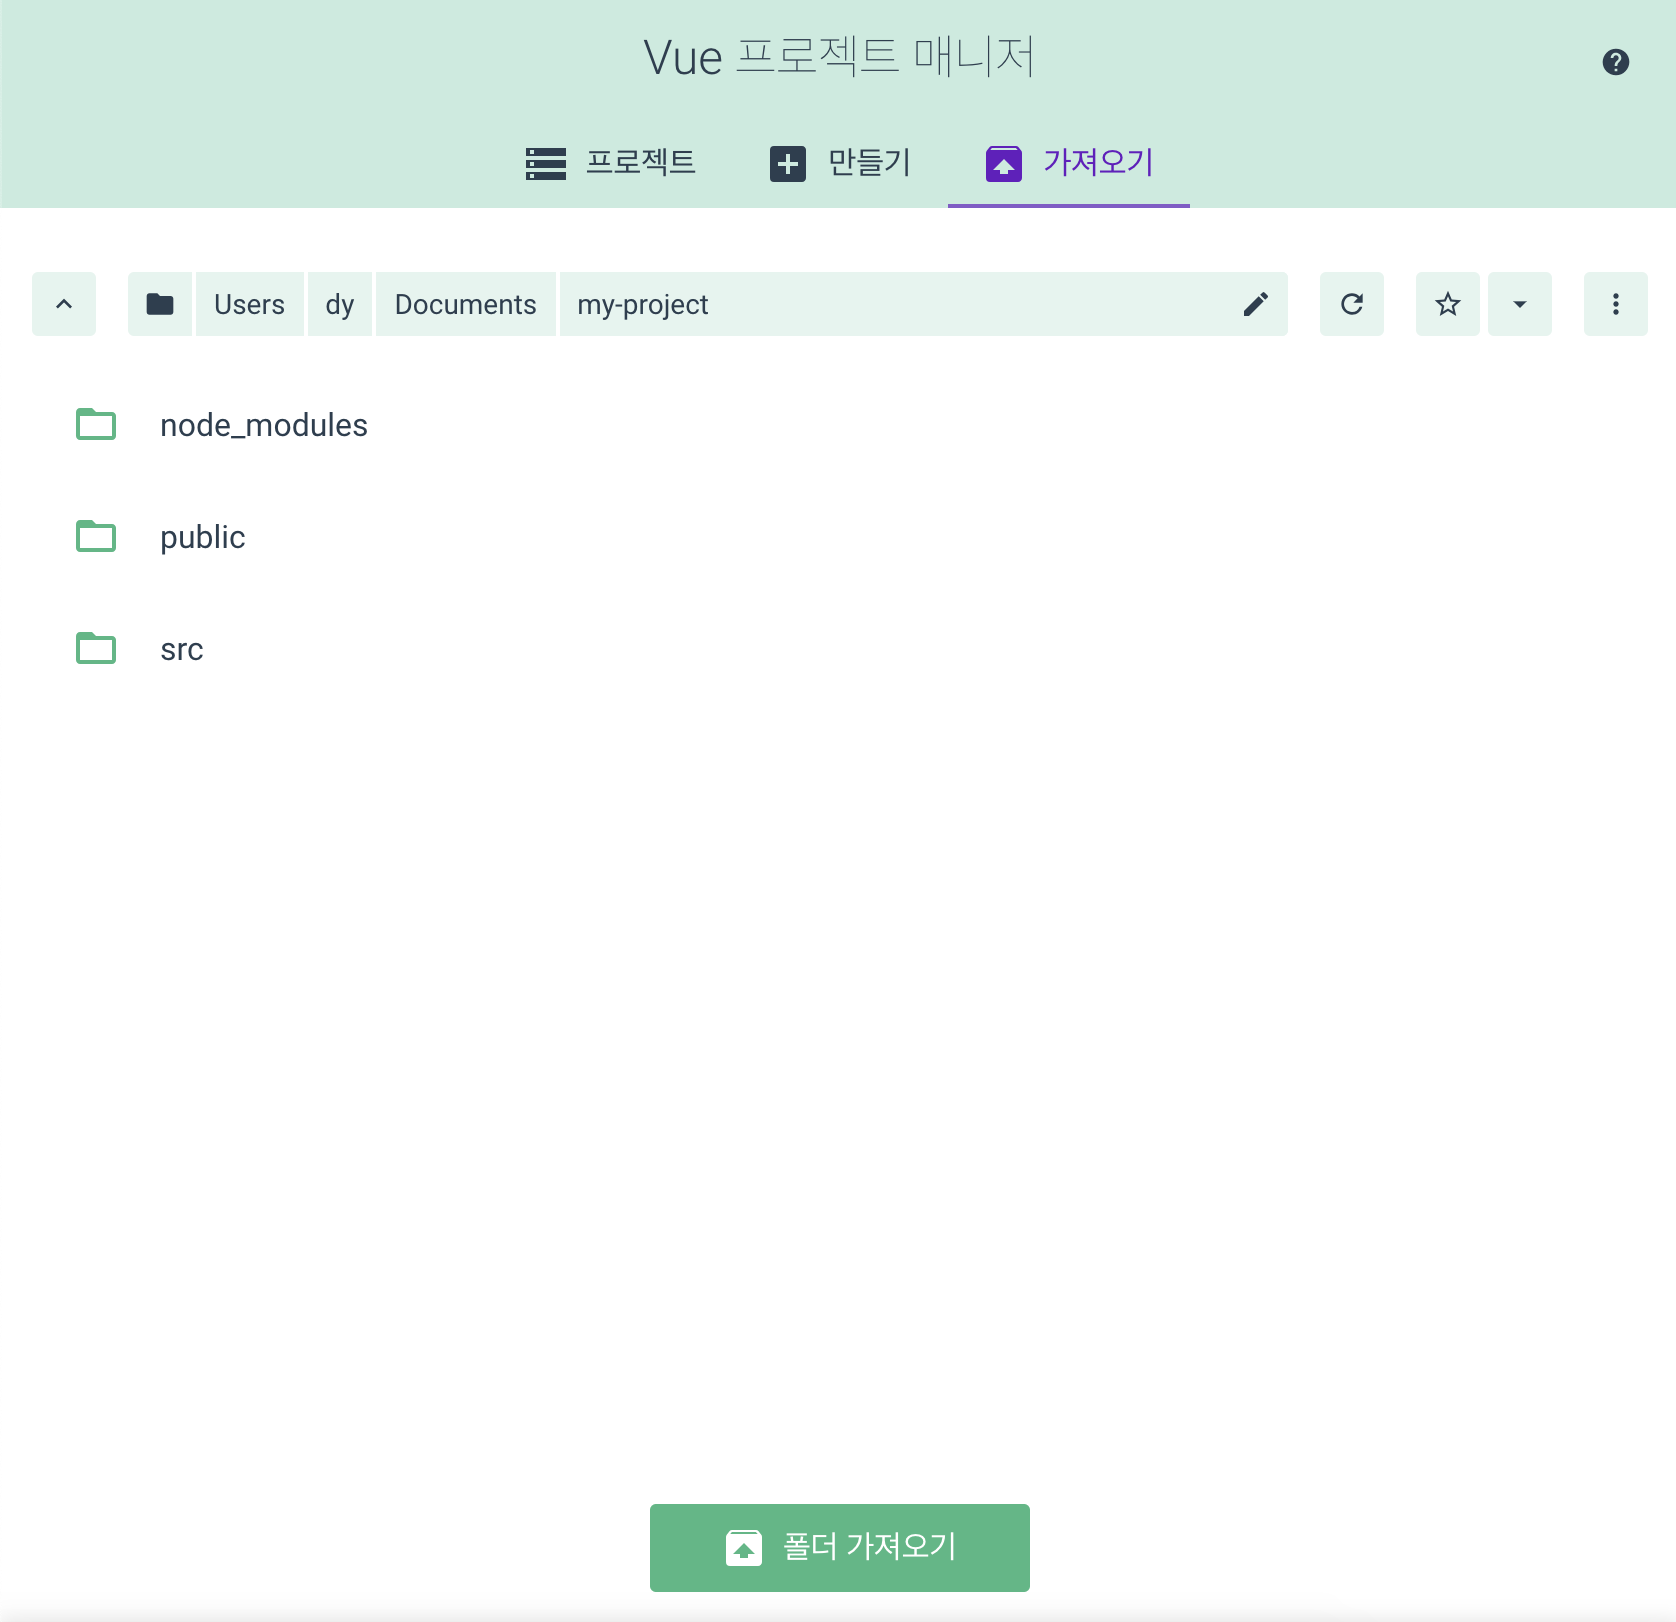 Vue 프로젝트 매니저
프로젝트 만들기 가져오기
Users dy Documents my-project
node_modules
public
src
폴더 가져오기